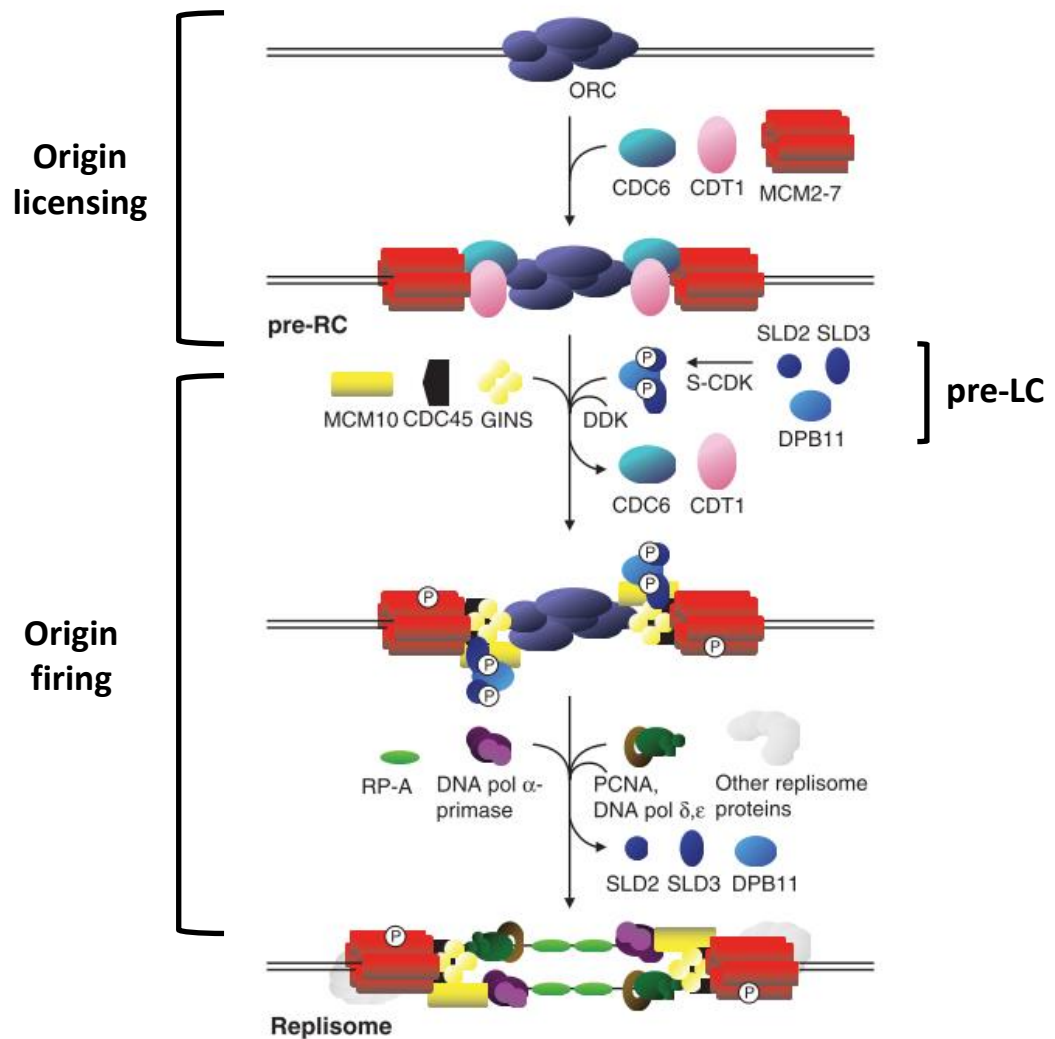 ORC
Origin
licensing
CDC6 CDT1 MCM2-7
pre-RC
SLD2 SLD3
P
P
S-CDK
pre-LC
MCM10 CDC45 GINS
DDK
DPB11
CDC6 CDT1
P
P
P
P
Origin
firing
P
P
RP-A
DNA pol α-
primase
PCNA,
DNA pol δ,ε
Other replisome
proteins
SLD2 SLD3 DPB11
P
P
Replisome